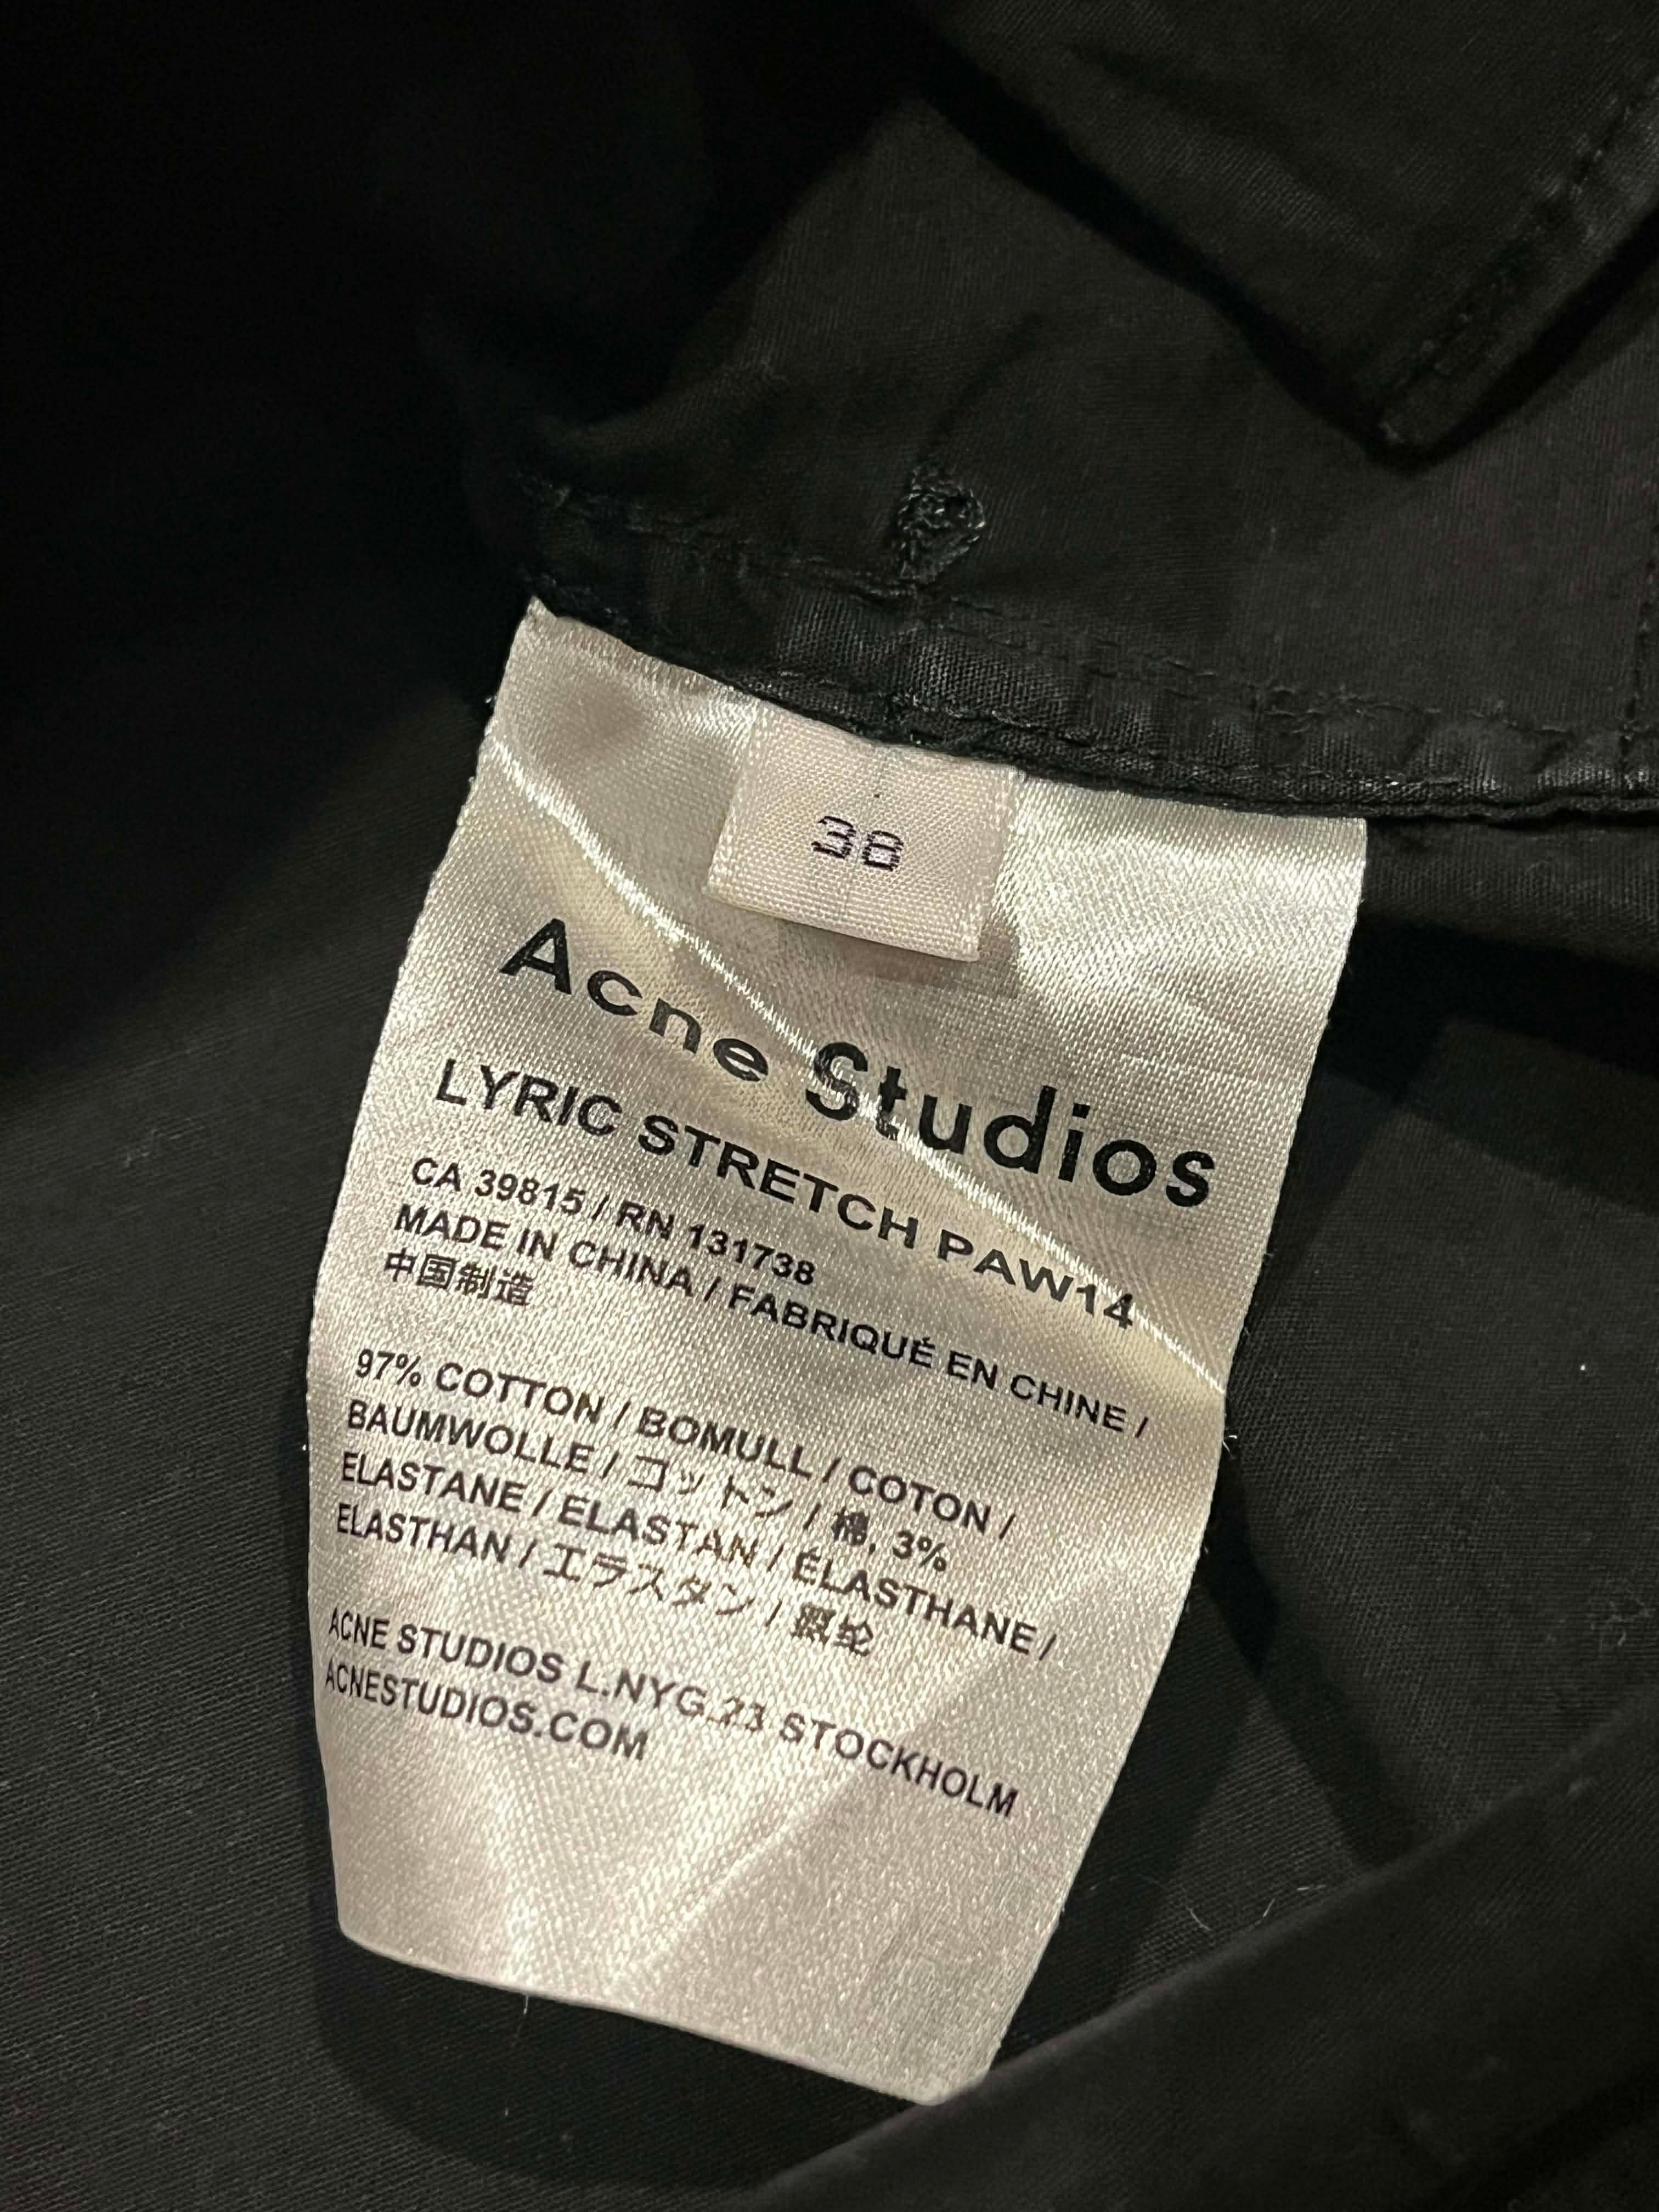 38
Acne Studios
LYRIC STRETCH PAW14
CA 39815 / RN 131738
MADE IN CHINA / FABRIQUÉ EN CHINE /
中国制造
97% COTTON / BOMULL / COTON /
BAUMWOLLE / コットン / 棉, 3%
ELASTANE / ELASTAN / ÉLASTHANE /
ELASTHAN / エラスタン / 氨纶
ACNE STUDIOS L.NYG.23 STOCKHOLM
ACNESTUDIOS.COM